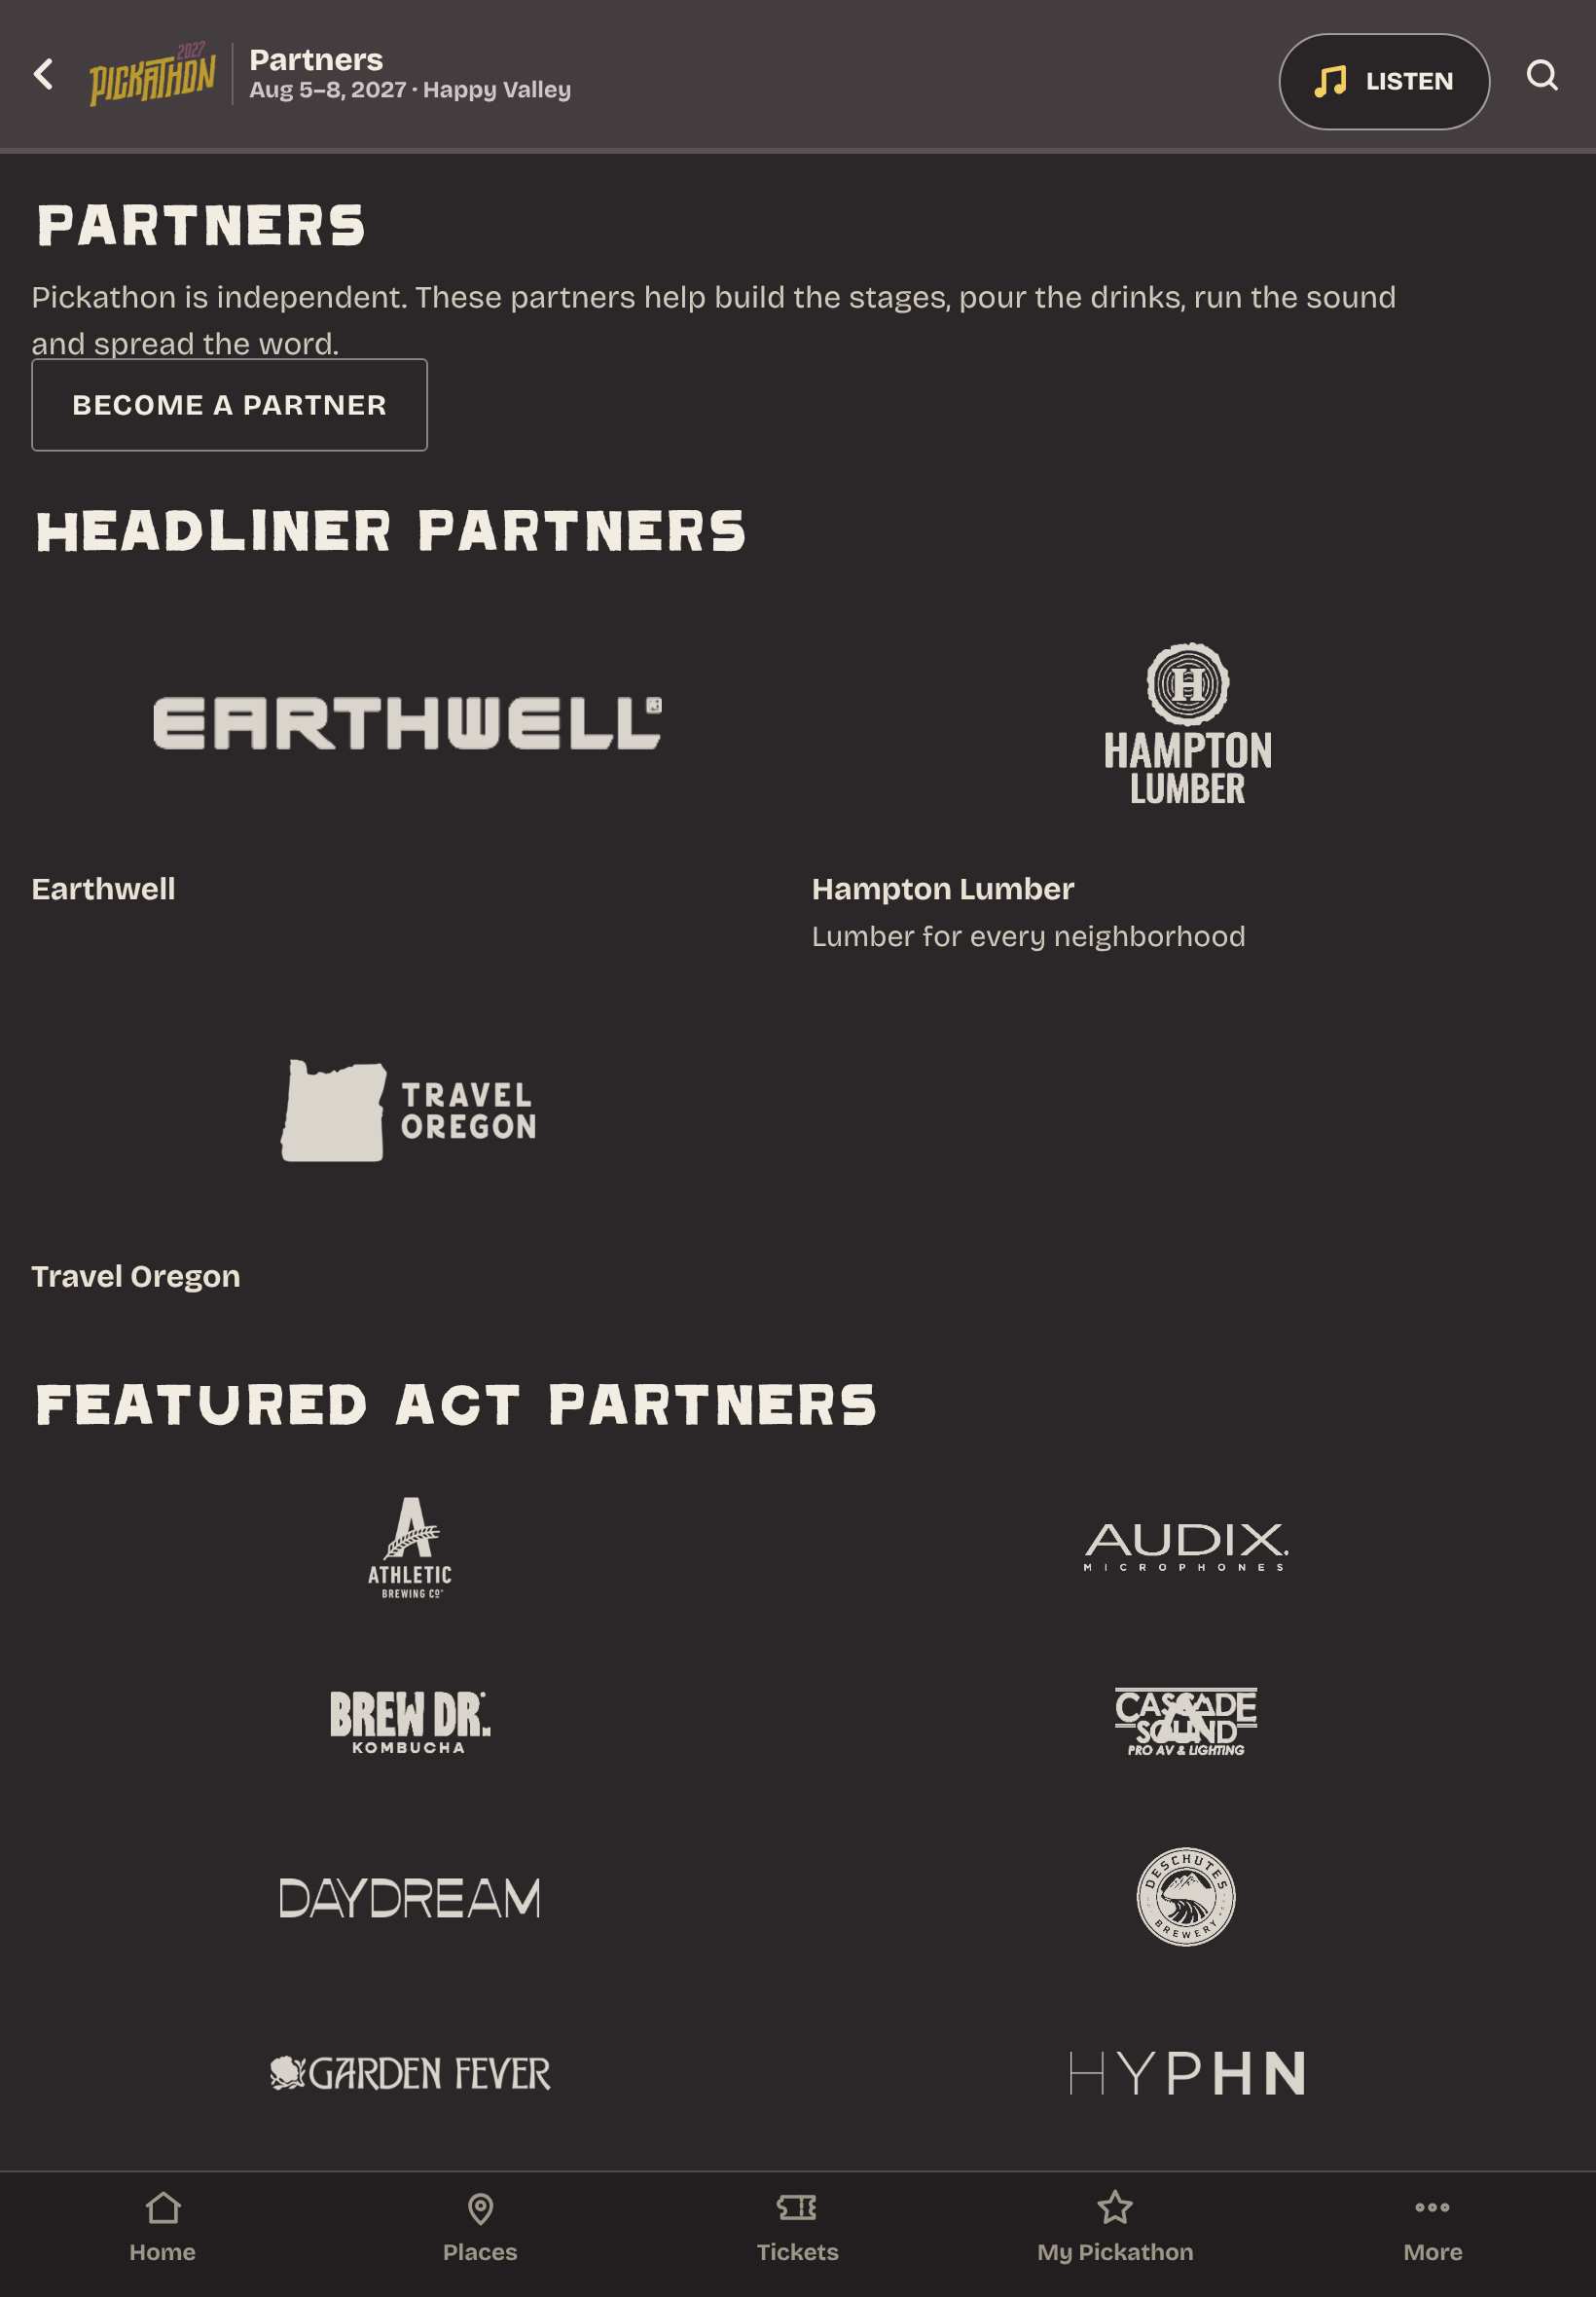 2027
PICKATHON
Partners
Aug 5–8, 2027 · Happy Valley
LISTEN
PARTNERS
Pickathon is independent. These partners help build the stages, pour the drinks, run the sound
and spread the word.
BECOME A PARTNER
HEADLINER PARTNERS
EARTHWELL
H
HAMPTON
LUMBER
Earthwell
Hampton Lumber
Lumber for every neighborhood
TRAVEL
OREGON
Travel Oregon
FEATURED ACT PARTNERS
A
ATHLETIC
BREWING CO
AUDIX.
MICROPHONES
BREW DR.
KOMBUCHA
CASCADE
SOUND
PRO AV & LIGHTING
DAYDREAM
DESCHUTES
BREWERY
GARDEN FEVER
HYPHN
Home
Places
Tickets
My Pickathon
More